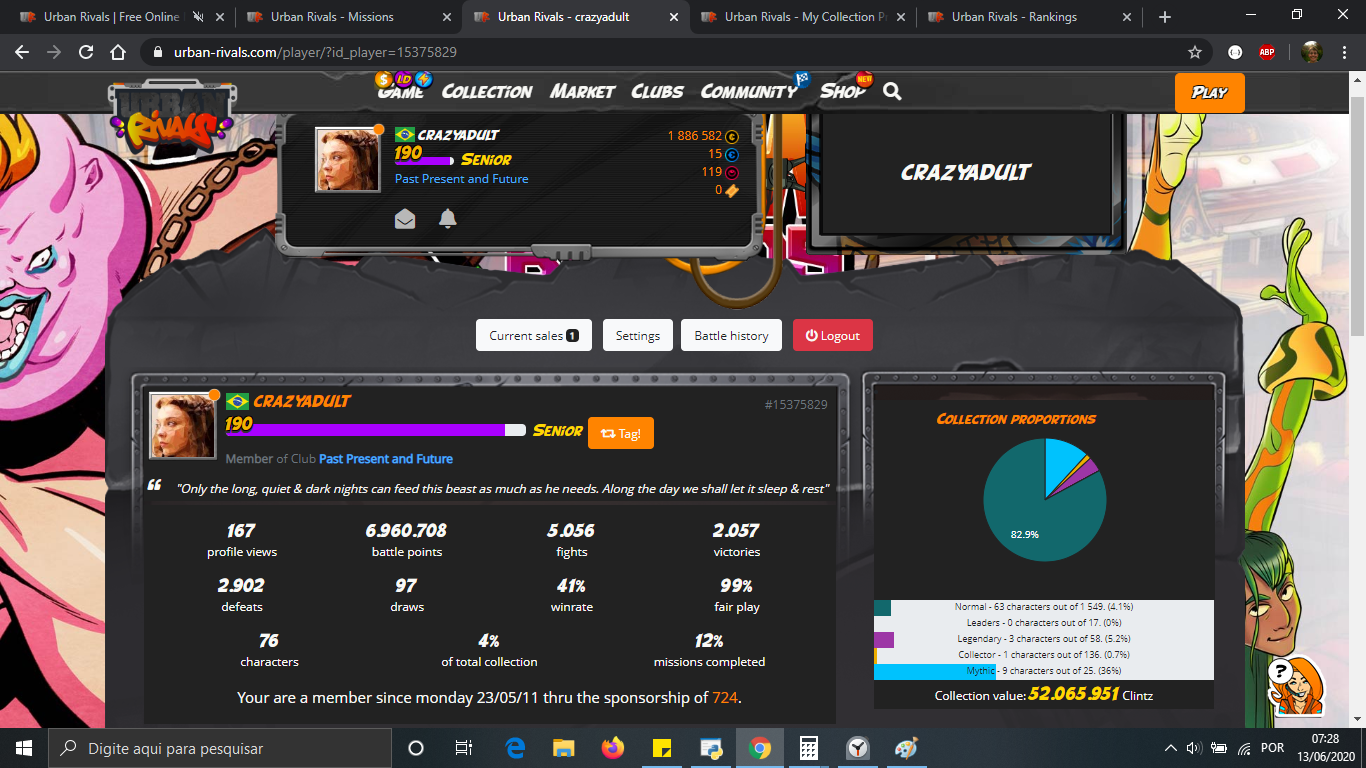 Urban Rivals | Free Online
Urban Rivals - Missions
Urban Rivals - crazyadult
Urban Rivals - My Collection P
Urban Rivals - Rankings
urban-rivals.com/player/?id_player=15375829
ABP
URBAN RIVALS
GAME
COLLECTION
MARKET
CLUBS
COMMUNITY
SHOP
NEW
PLAY
CRAZYADULT
190
SENIOR
Past Present and Future
1 886 582
15
119
0
CRAZYADULT
Current sales 1
Settings
Battle history
Logout
CRAZYADULT
#15375829
190
SENIOR
Tag!
Member of Club Past Present and Future
"Only the long, quiet & dark nights can feed this beast as much as he needs. Along the day we shall let it sleep & rest"
167
6.960.708
5.056
2.057
profile views
battle points
fights
victories
2.902
97
41%
99%
defeats
draws
winrate
fair play
76
4%
12%
characters
of total collection
missions completed
Your are a member since monday 23/05/11 thru the sponsorship of 724.
COLLECTION PROPORTIONS
82.9%
Normal - 63 characters out of 1 549. (4.1%)
Leaders - 0 characters out of 17. (0%)
Legendary - 3 characters out of 58. (5.2%)
Collector - 1 characters out of 136. (0.7%)
Mythic - 9 characters out of 25. (36%)
Collection value: 52.065.951 Clintz
?
Digite aqui para pesquisar
POR
07:28
13/06/2020